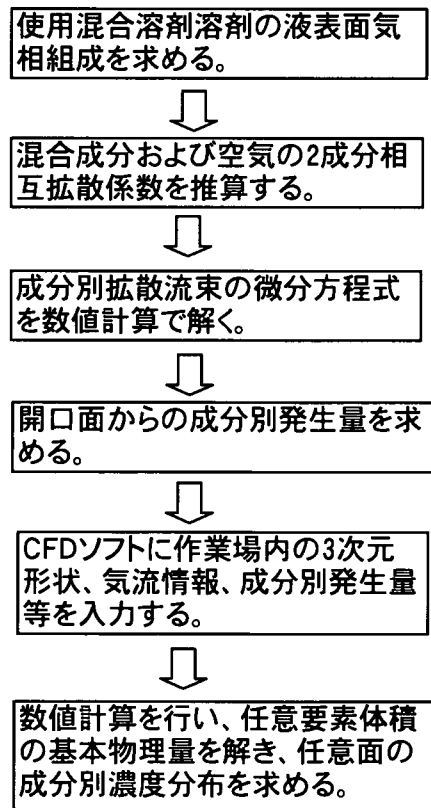 使用混合溶剤溶剤の液表面気
相組成を求める。
混合成分および空気の2成分相
互拡散係数を推算する。
成分別拡散流束の微分方程式
を数値計算で解く。
開口面からの成分別発生量を求
める。
CFDソフトに作業場内の3次元
形状、気流情報、成分別発生量
等を入力する。
数値計算を行い、任意要素体積
の基本物理量を解き、任意面の
成分別濃度分布を求める。